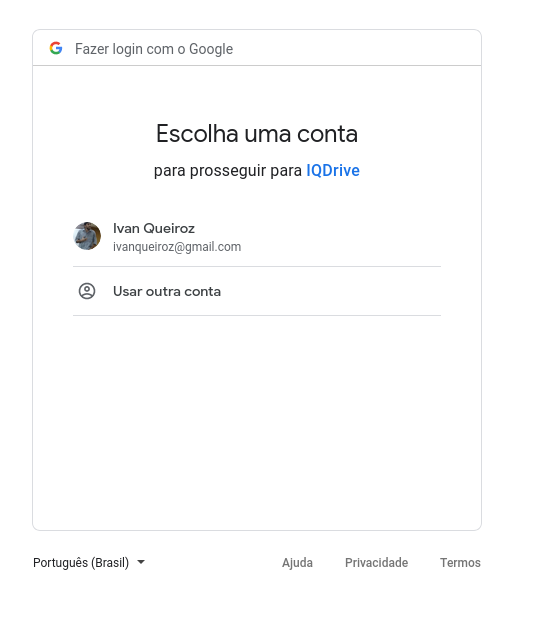 Fazer login com o Google
Escolha uma conta
para prosseguir para IQDrive
Ivan Queiroz
ivanqueiroz@gmail.com
Usar outra conta
Português (Brasil)
Ajuda Privacidade Termos